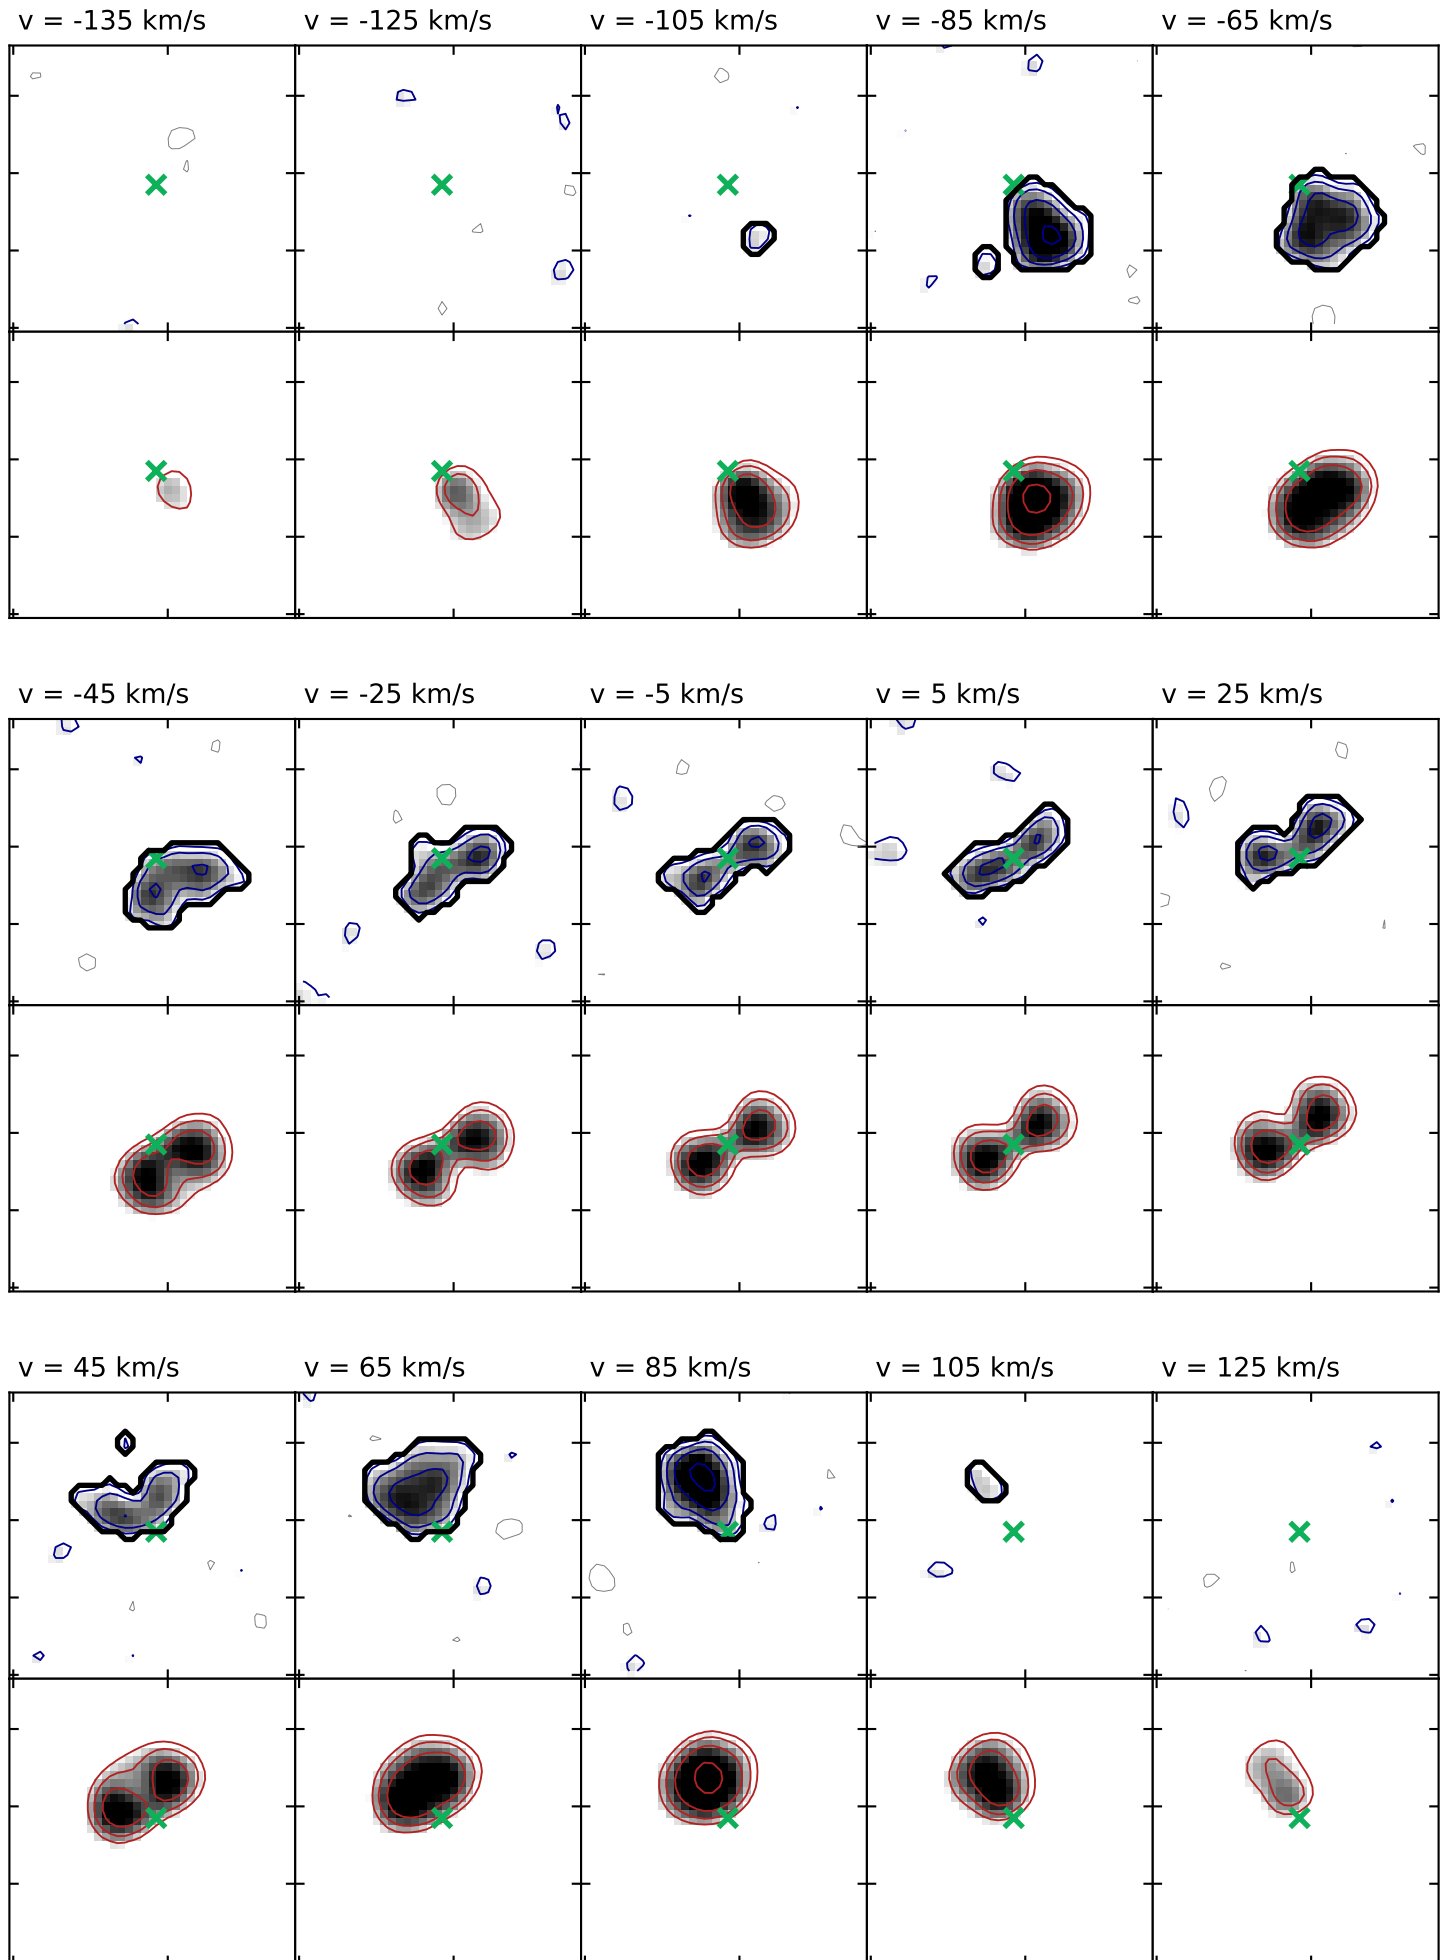 v = -135 km/s v = -125 km/s v = -105 km/s v = -85 km/s v = -65 km/s
v = -45 km/s v = -25 km/s v = -5 km/s v = 5 km/s v = 25 km/s
v = 45 km/s v = 65 km/s v = 85 km/s v = 105 km/s v = 125 km/s